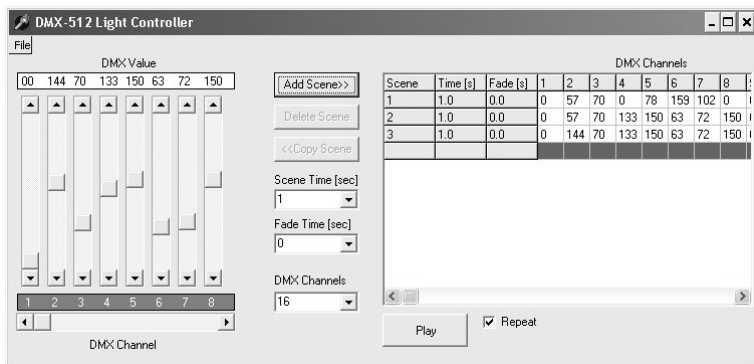 DMX-512 Light Controller
File
DMX Value
00 144 70 133 150 63 72 150
1 2 3 4 5 6 7 8
DMX Channel
Add Scene>>
Delete Scene
<<Copy Scene
Scene Time [sec]
1
Fade Time [sec]
0
DMX Channels
16
DMX Channels
Scene Time [s] Fade [s] 1 2 3 4 5 6 7 8
1 1.0 0.0 0 57 70 0 78 159 102 0
2 1.0 0.0 0 57 70 133 150 63 72 150
3 1.0 0.0 0 144 70 133 150 63 72 150
Play
Repeat